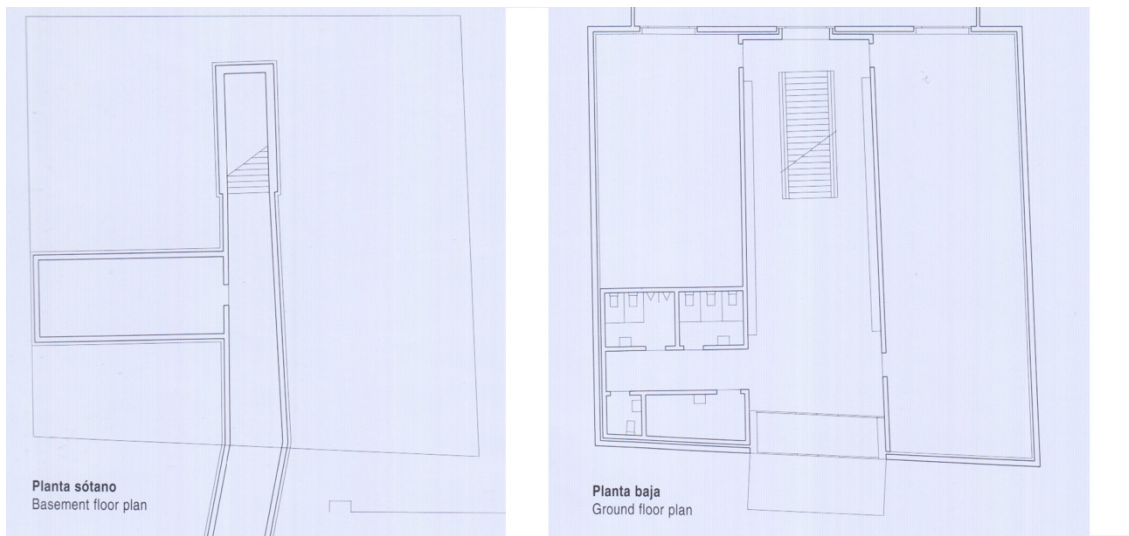 Planta sótano
Basement floor plan
Planta baja
Ground floor plan